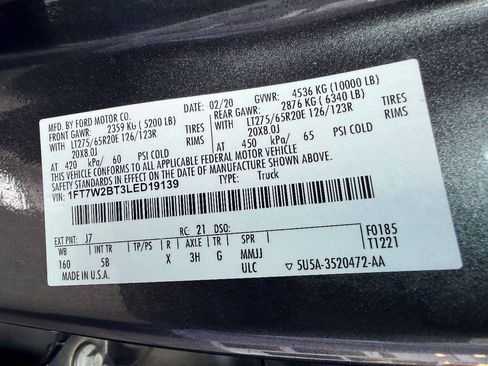 MFD. BY FORD MOTOR CO.
02/20
GVWR: 4536 KG (10000 LB)
FRONT GAWR: 2359 KG (5200 LB)
REAR GAWR: 2876 KG (6340 LB)
WITH LT275/65R20E 126/123R TIRES
WITH LT275/65R20E 126/123R TIRES
20X8.0J RIMS
20X8.0J RIMS
AT 420 kPa/ 60 PSI COLD
AT 450 kPa/ 65 PSI COLD
THIS VEHICLE CONFORMS TO ALL APPLICABLE FEDERAL MOTOR VEHICLE
SAFETY STANDARDS IN EFFECT ON THE DATE OF MANUFACTURE SHOWN ABOVE.
VIN: 1FT7W2BT3LED19139
TYPE: Truck
EXT PNT: J7 RC: 21 DSO:
WB INT TR TP/PS R AXLE TR SPR
160 5B X 3H G MMJJ
MADE IN U.S.A. ULC
F0185
T1221
5U5A-3520472-AA